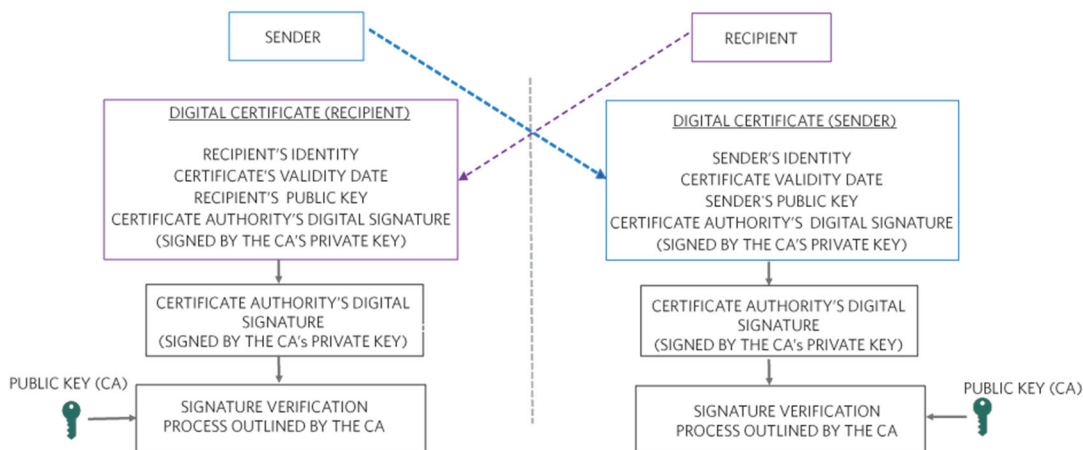 SENDER
RECIPIENT
DIGITAL CERTIFICATE (RECIPIENT)
RECIPIENT'S IDENTITY
CERTIFICATE'S VALIDITY DATE
RECIPIENT'S PUBLIC KEY
CERTIFICATE AUTHORITY'S DIGITAL SIGNATURE
(SIGNED BY THE CA'S PRIVATE KEY)
DIGITAL CERTIFICATE (SENDER)
SENDER'S IDENTITY
CERTIFICATE VALIDITY DATE
SENDER'S PUBLIC KEY
CERTIFICATE AUTHORITY'S DIGITAL SIGNATURE
(SIGNED BY THE CA'S PRIVATE KEY)
CERTIFICATE AUTHORITY'S DIGITAL
SIGNATURE
(SIGNED BY THE CA's PRIVATE KEY)
CERTIFICATE AUTHORITY'S DIGITAL
SIGNATURE
(SIGNED BY THE CA's PRIVATE KEY)
PUBLIC KEY (CA)
SIGNATURE VERIFICATION
PROCESS OUTLINED BY THE CA
SIGNATURE VERIFICATION
PROCESS OUTLINED BY THE CA
PUBLIC KEY (CA)